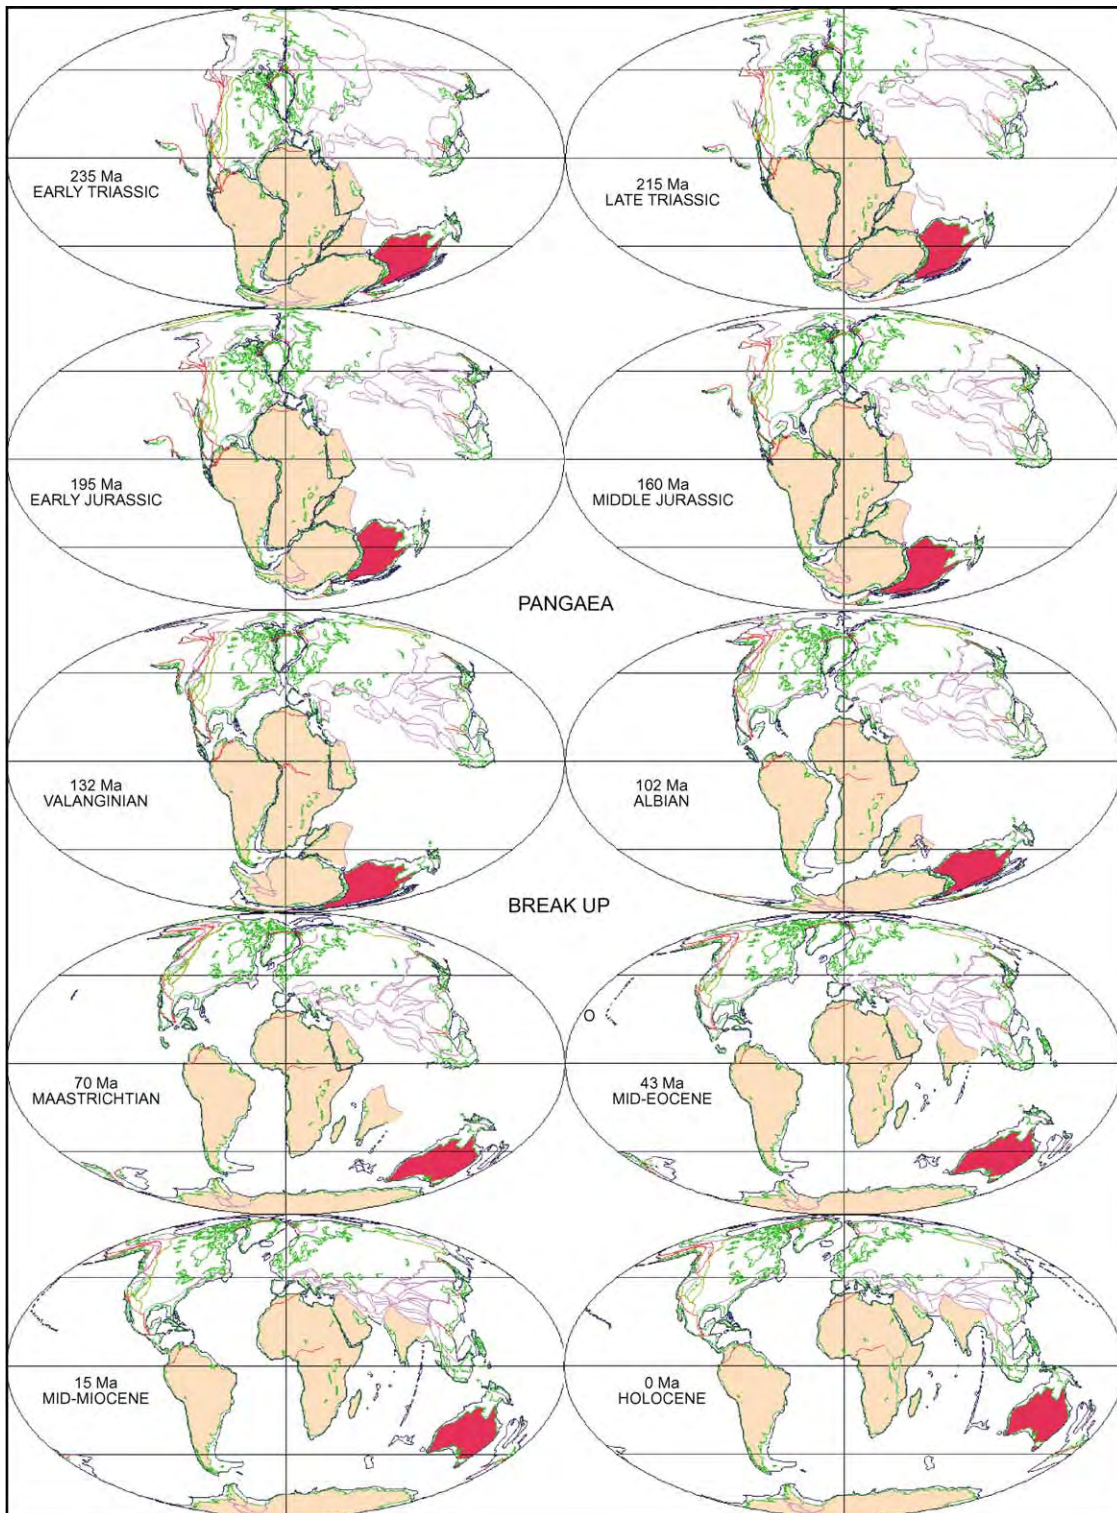 235 Ma
EARLY TRIASSIC
215 Ma
LATE TRIASSIC
195 Ma
EARLY JURASSIC
160 Ma
MIDDLE JURASSIC
PANGAEA
132 Ma
VALANGINIAN
102 Ma
ALBIAN
BREAK UP
70 Ma
MAASTRICHTIAN
43 Ma
MID-EOCENE
15 Ma
MID-MIOCENE
0 Ma
HOLOCENE